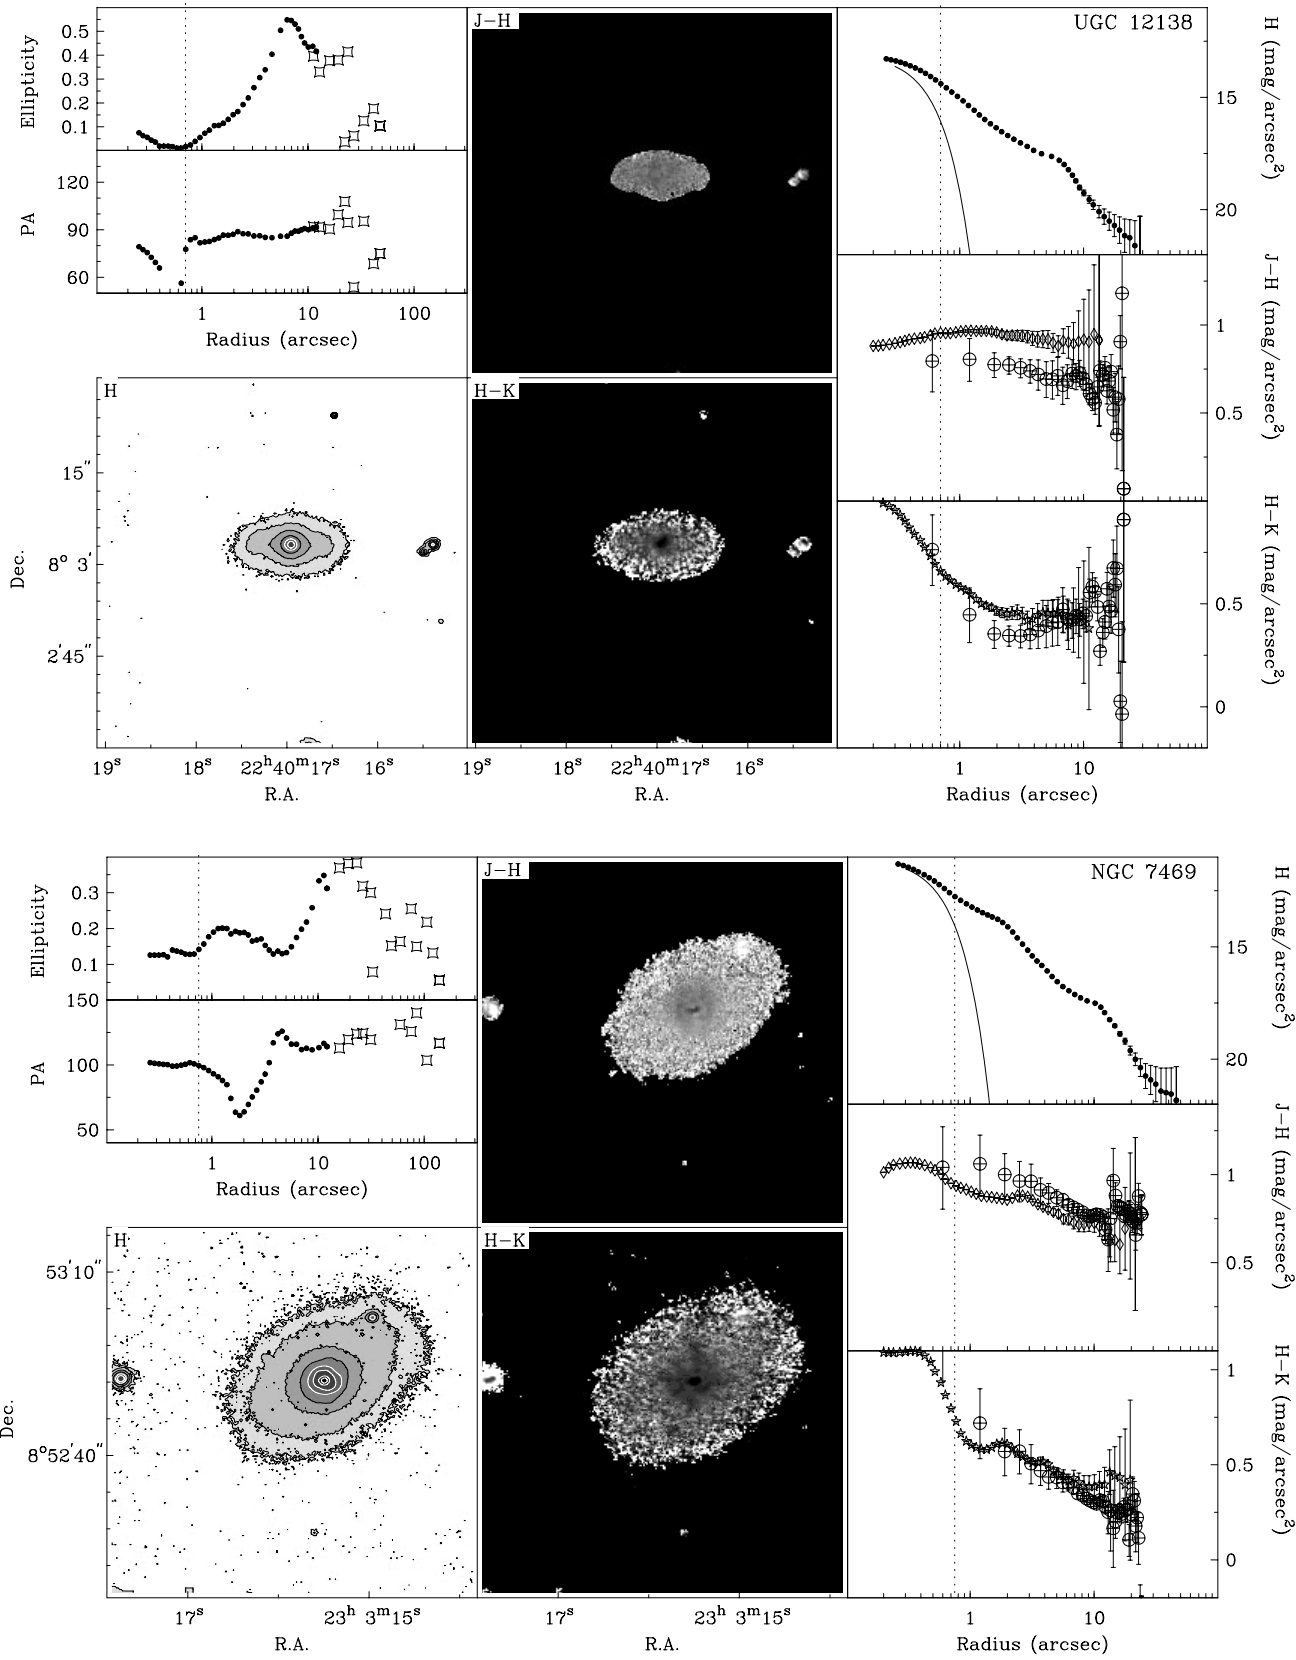 0.5
0.4
0.3
0.2
0.1
Ellipticity
120
90
60
PA
1 10 100
Radius (arcsec)
J−H
UGC 12138
15
20
H (mag/arcsec²)
1
0.5
J−H (mag/arcsec²)
0.5
0
H−K (mag/arcsec²)
1 10
Radius (arcsec)
H
15″
8° 3′
2′45″
Dec.
19ˢ 18ˢ 22ʰ40ᵐ17ˢ 16ˢ
R.A.
H−K
19ˢ 18ˢ 22ʰ40ᵐ17ˢ 16ˢ
R.A.
0.3
0.2
0.1
Ellipticity
150
100
50
PA
1 10 100
Radius (arcsec)
J−H
NGC 7469
15
20
H (mag/arcsec²)
1
0.5
J−H (mag/arcsec²)
1
0.5
0
H−K (mag/arcsec²)
1 10
Radius (arcsec)
H
53′10″
8°52′40″
Dec.
17ˢ 23ʰ 3ᵐ15ˢ
R.A.
H−K
17ˢ 23ʰ 3ᵐ15ˢ
R.A.